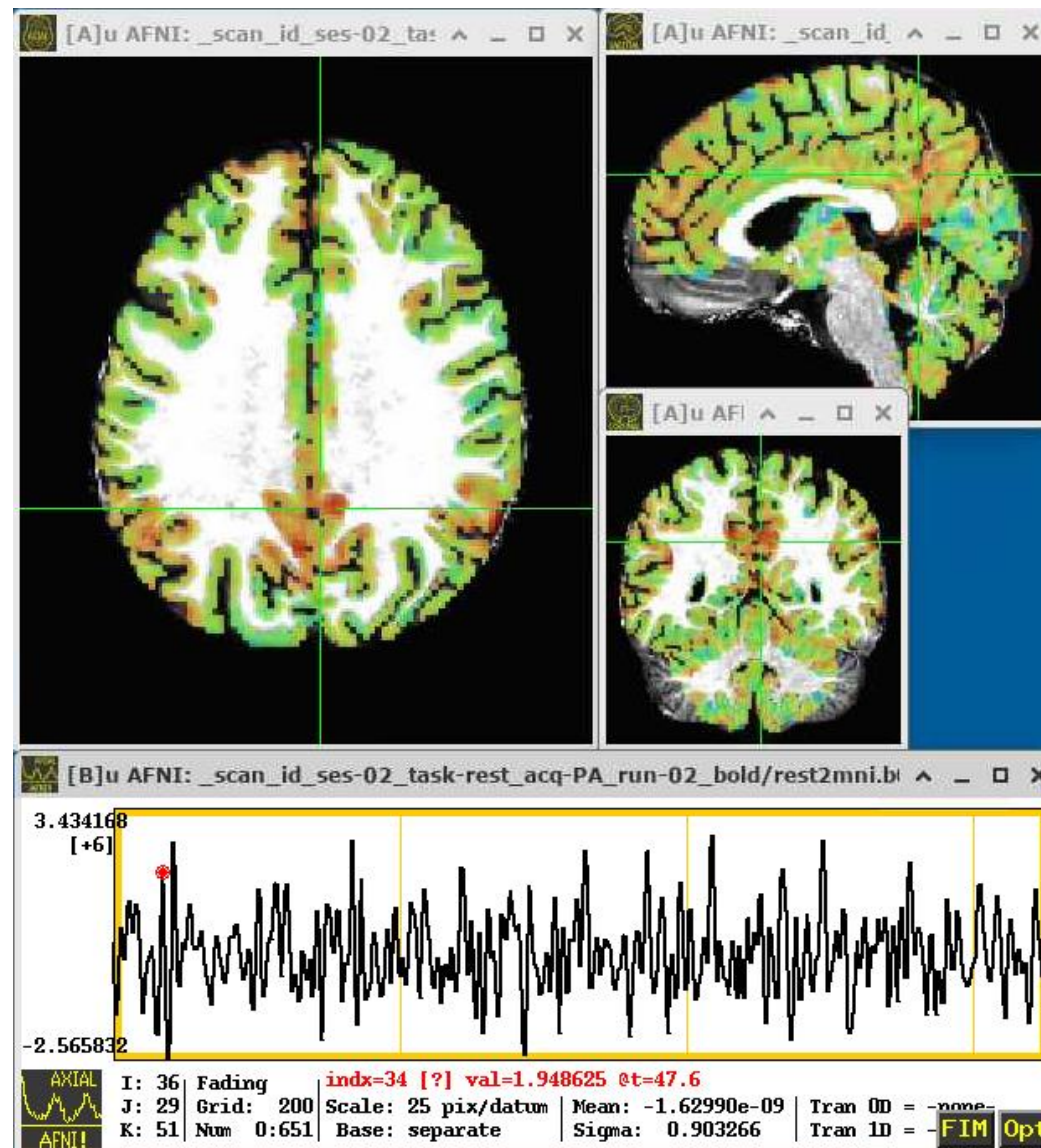 [A]u AFNI: _scan_id_ses-02_tas
[A]u AFNI: _scan_id_
[A]u AFI
[B]u AFNI: _scan_id_ses-02_task-rest_acq-PA_run-02_bold/rest2mni.b
3.434168
[+6]
-2.565832
AXIAL
AFNI!
I: 36 Fading indx=34 [?] val=1.948625 @t=47.6
J: 29 Grid: 200 Scale: 25 pix/datum Mean: -1.62990e-09 Tran 0D = -none-
K: 51 Num 0:651 Base: separate Sigma: 0.903266 Tran 1D = -
FIM Opt